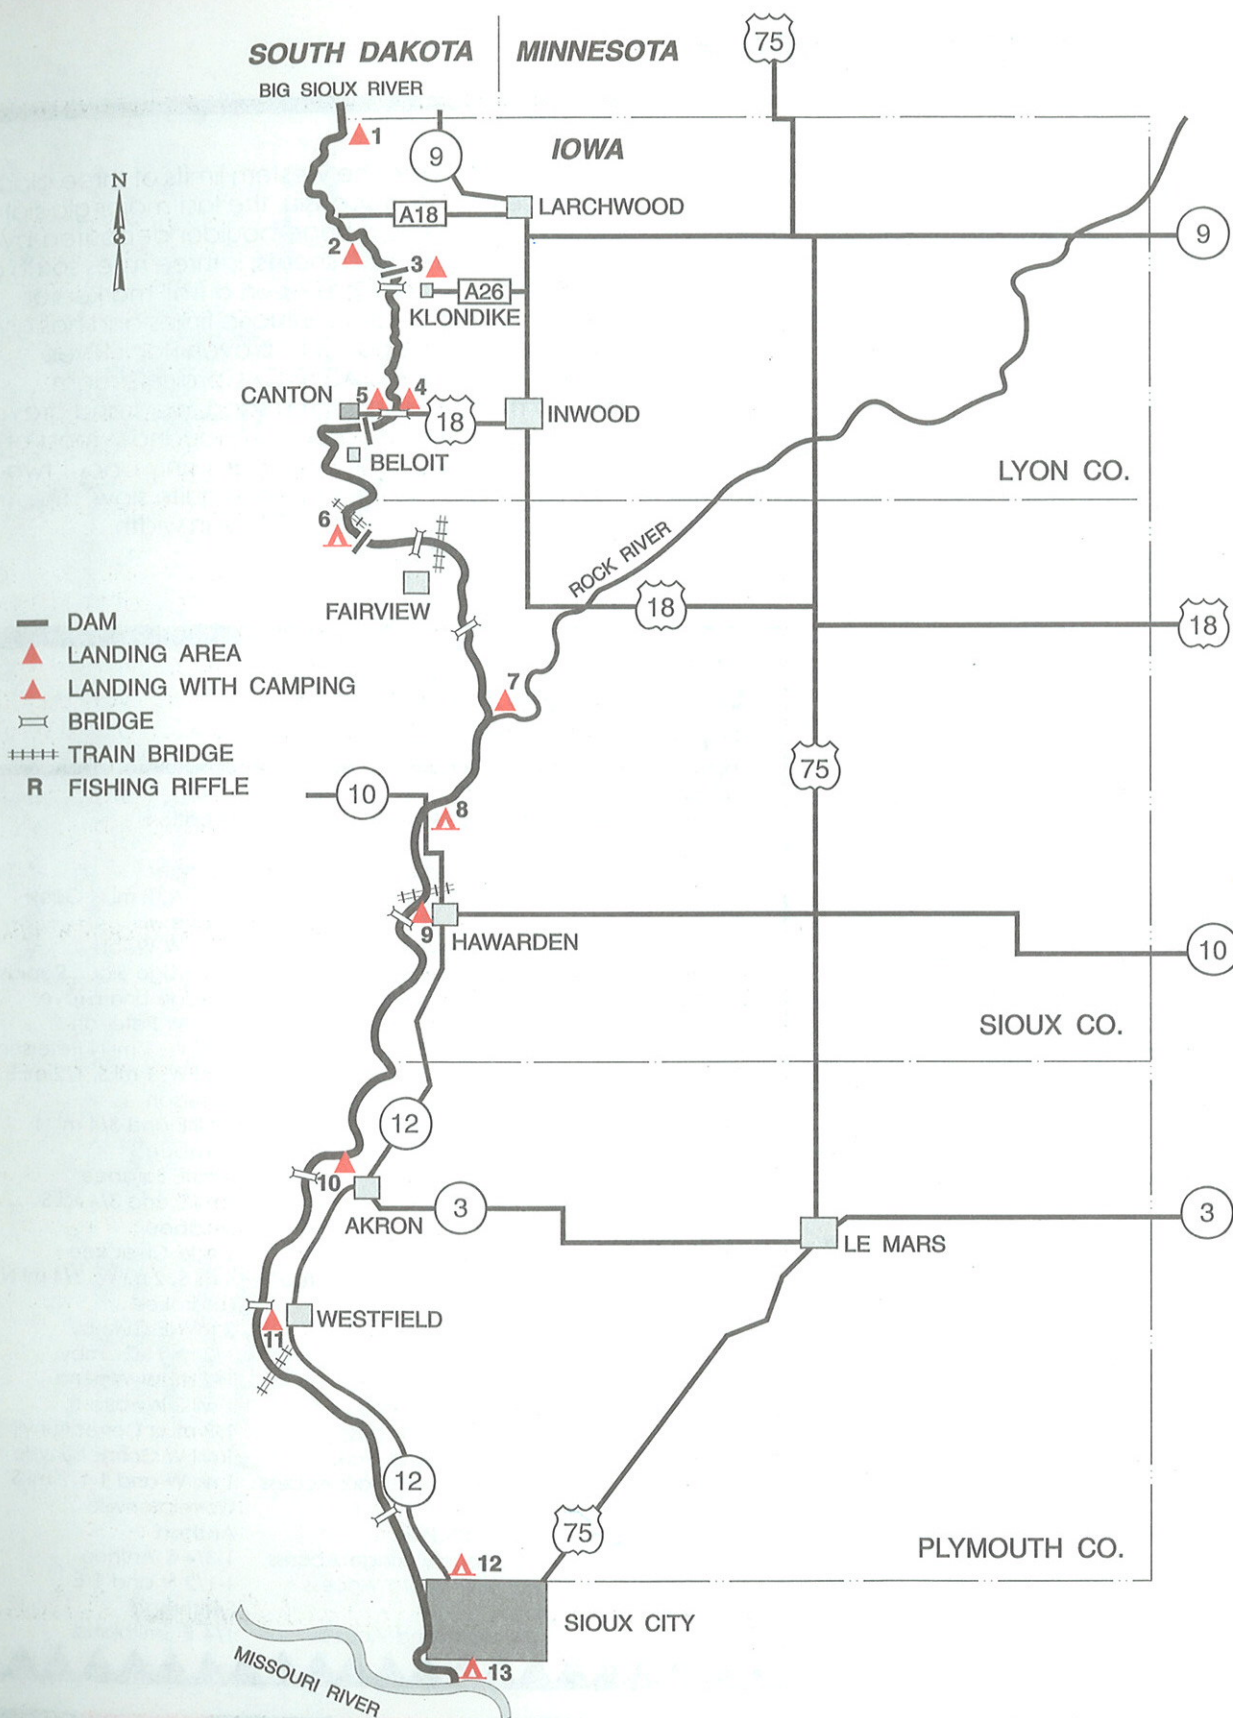 SOUTH DAKOTA
MINNESOTA
75
BIG SIOUX RIVER
1
9
IOWA
N
LARCHWOOD
A18
9
2
3
A26
KLONDIKE
CANTON
5
4
18
INWOOD
BELOIT
LYON CO.
6
ROCK RIVER
FAIRVIEW
18
18
DAM
LANDING AREA
LANDING WITH CAMPING
BRIDGE
TRAIN BRIDGE
R FISHING RIFFLE
7
75
10
8
9
HAWARDEN
10
SIOUX CO.
12
10
AKRON
3
3
LE MARS
WESTFIELD
11
12
75
PLYMOUTH CO.
12
SIOUX CITY
13
MISSOURI RIVER